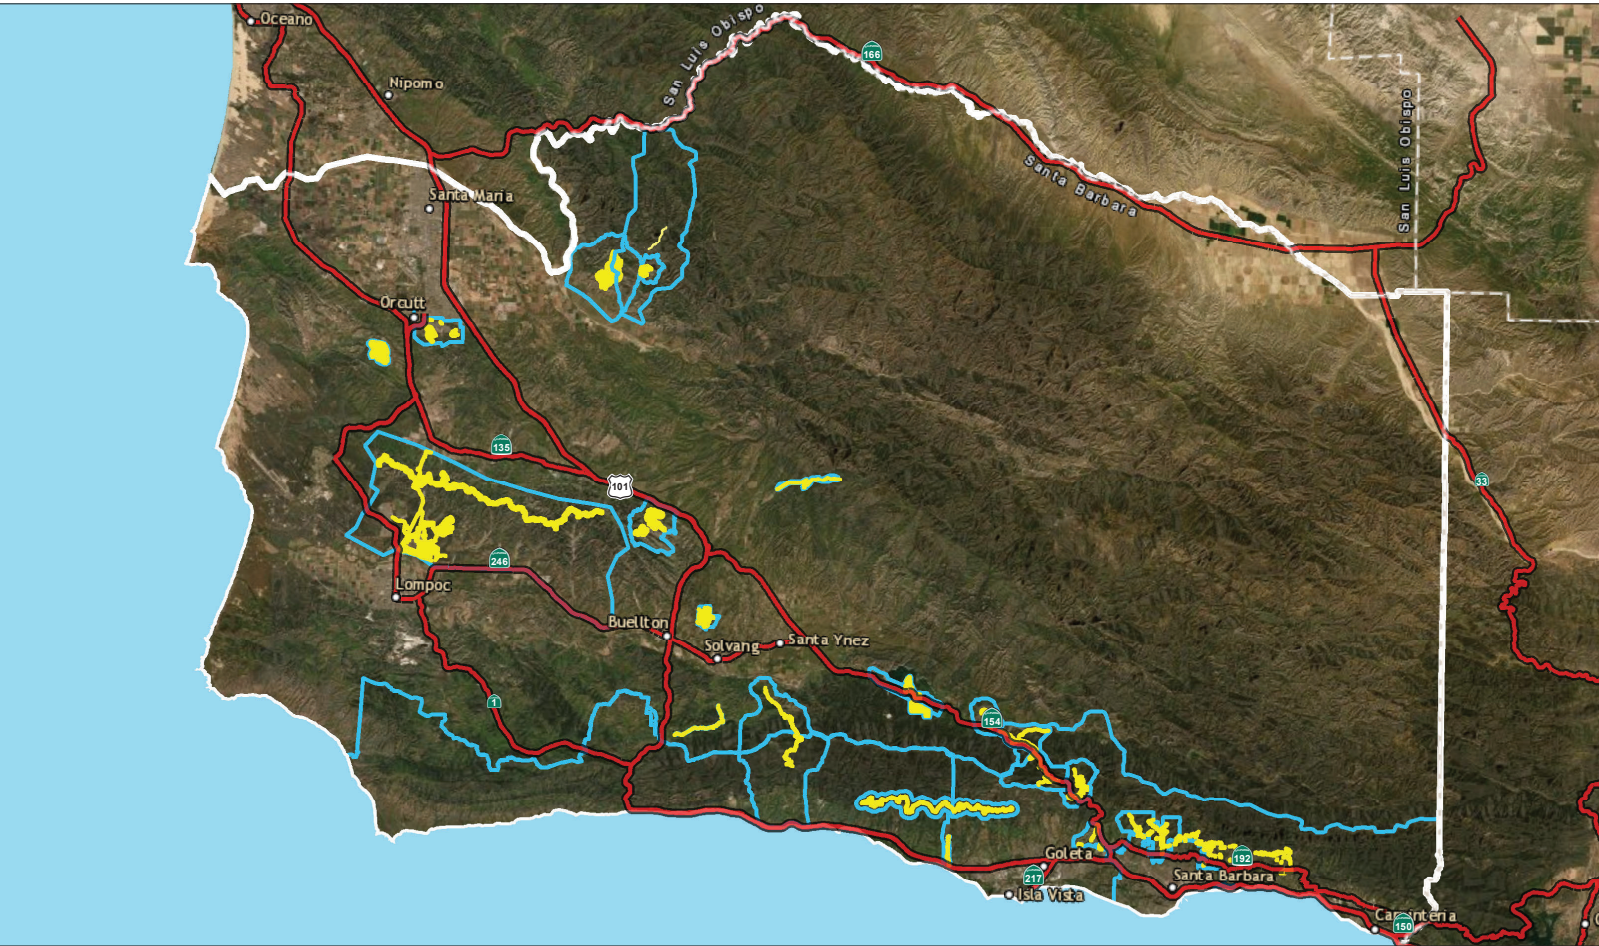 Oceano
San Luis Obispo
166
Nipomo
San Luis Obispo
Santa Barbara
Santa Maria
Orcutt
135
101
33
246
Lompoc
Buellton
Solvang
Santa Ynez
1
154
Goleta
192
217
Santa Barbara
Isla Vista
Carpinteria
150